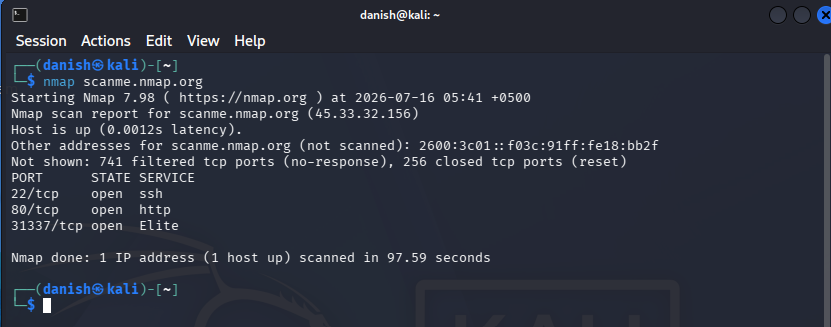 danish@kali: ~
Session Actions Edit View Help
┌──(danish㉿kali)-[~]
└─$ nmap scanme.nmap.org
Starting Nmap 7.98 ( https://nmap.org ) at 2026-07-16 05:41 +0500
Nmap scan report for scanme.nmap.org (45.33.32.156)
Host is up (0.0012s latency).
Other addresses for scanme.nmap.org (not scanned): 2600:3c01::f03c:91ff:fe18:bb2f
Not shown: 741 filtered tcp ports (no-response), 256 closed tcp ports (reset)
PORT      STATE SERVICE
22/tcp    open  ssh
80/tcp    open  http
31337/tcp open  Elite
Nmap done: 1 IP address (1 host up) scanned in 97.59 seconds
┌──(danish㉿kali)-[~]
└─$
KALI